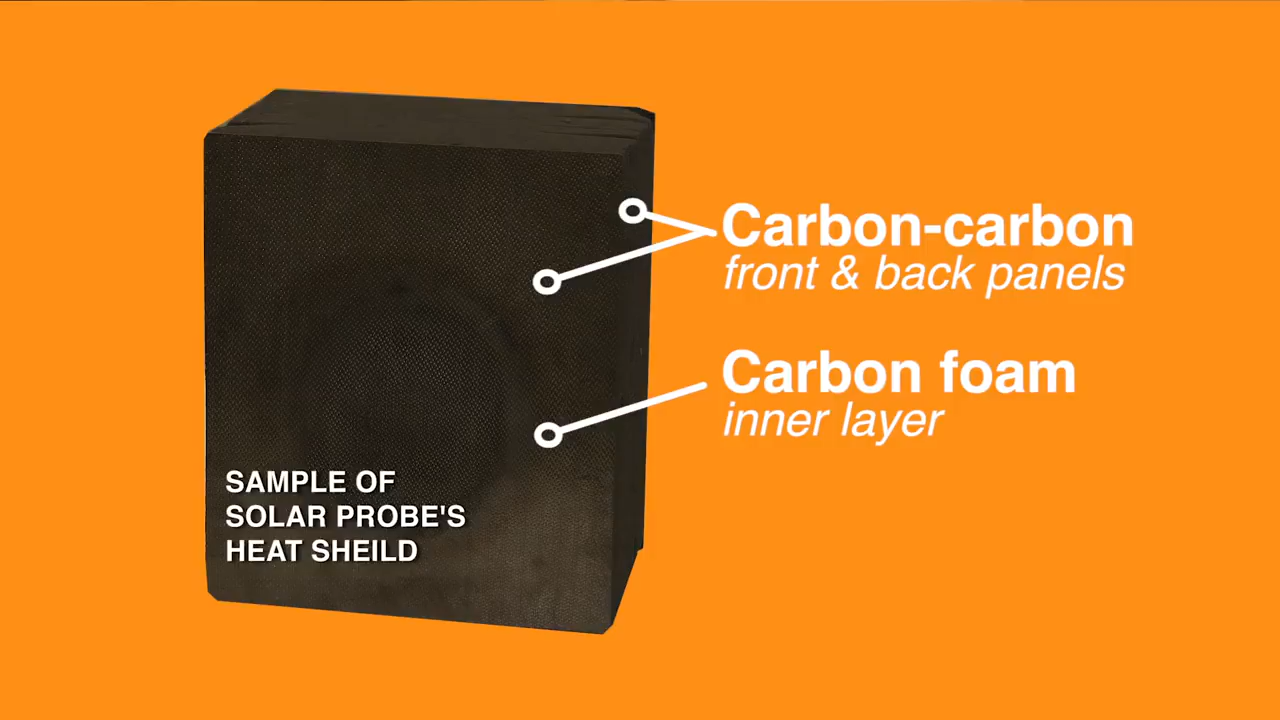 Carbon-carbon
front & back panels
Carbon foam
inner layer
SAMPLE OF
SOLAR PROBE'S
HEAT SHEILD